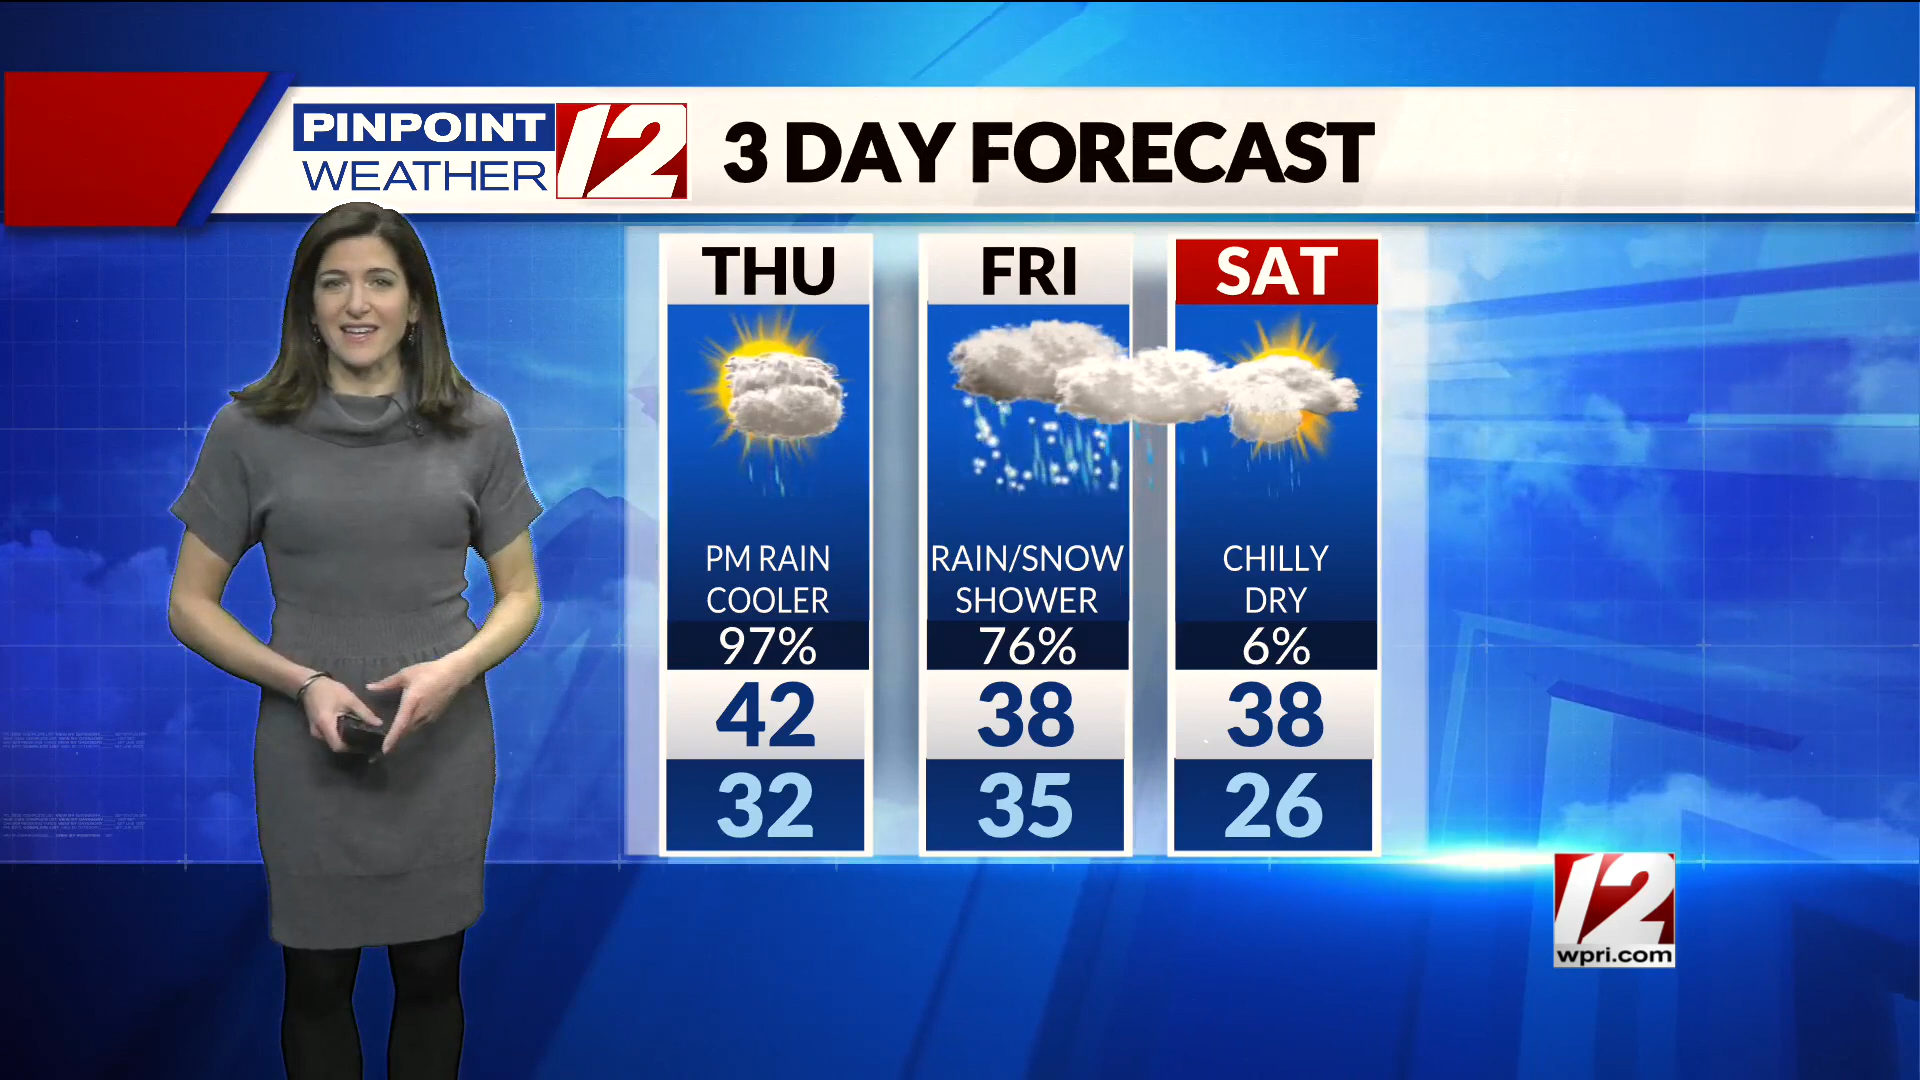 PINPOINT
WEATHER
12
3 DAY FORECAST
THU
FRI
SAT
PM RAIN
COOLER
97%
42
32
RAIN/SNOW
SHOWER
76%
38
35
CHILLY
DRY
6%
38
26
12
wpri.com